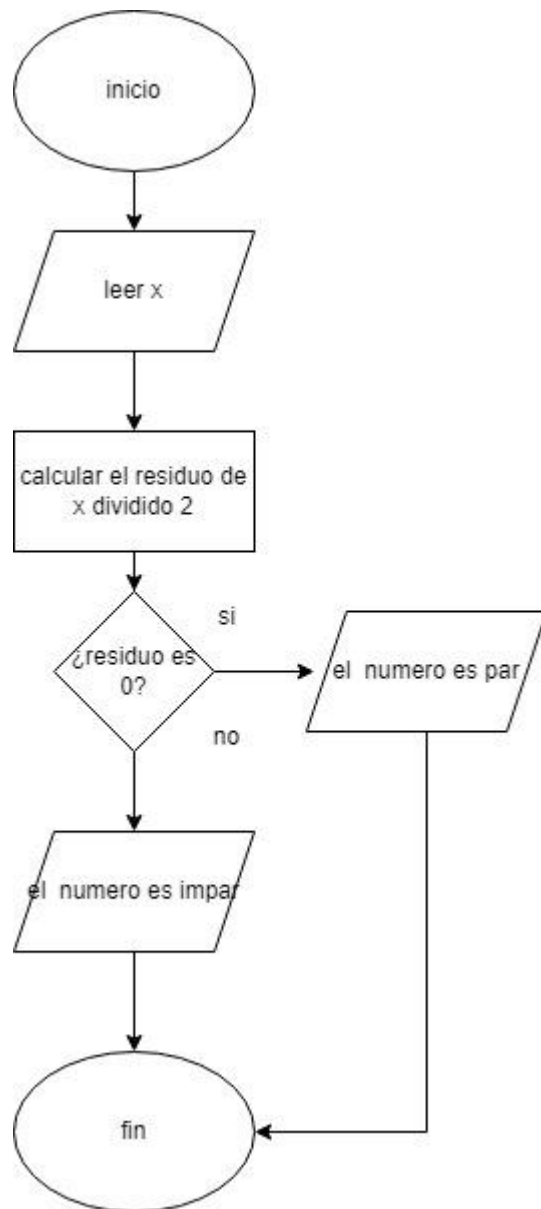 inicio
leer x
calcular el residuo de
x dividido 2
si
¿residuo es
0?
el numero es par
no
el numero es impar
fin